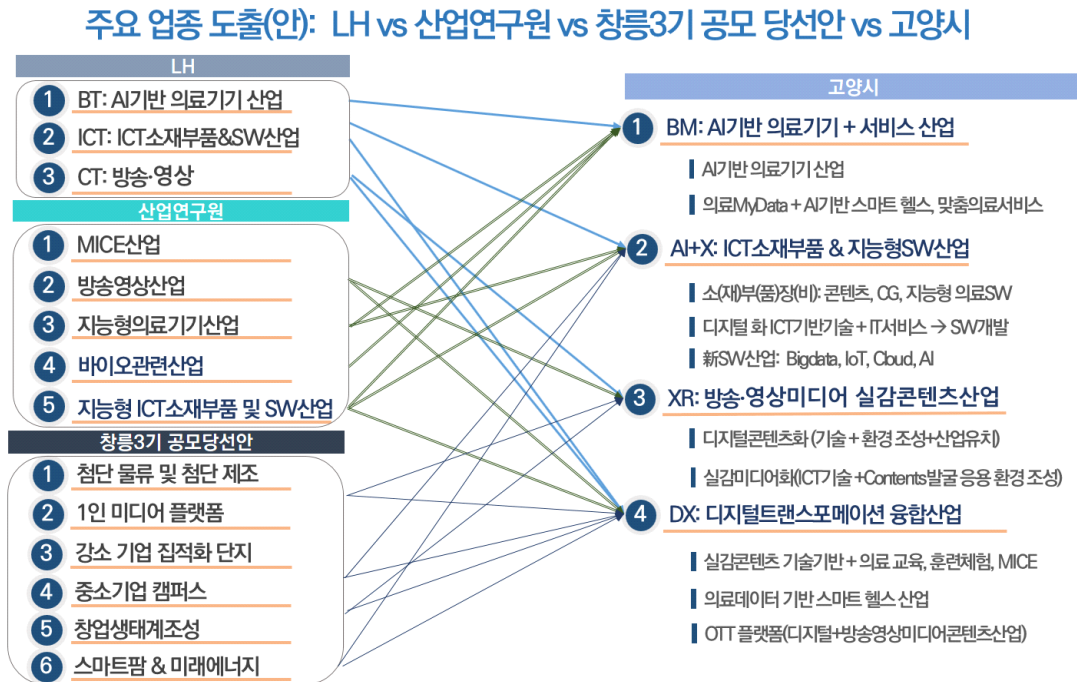 주요 업종 도출(안): LH vs 산업연구원 vs 창릉3기 공모 당선안 vs 고양시
LH
1 BT: AI기반 의료기기 산업
2 ICT: ICT소재부품&SW산업
3 CT: 방송·영상
산업연구원
1 MICE산업
2 방송영상산업
3 지능형의료기기산업
4 바이오관련산업
5 지능형 ICT소재부품 및 SW산업
창릉3기 공모당선안
1 첨단 물류 및 첨단 제조
2 1인 미디어 플랫폼
3 강소 기업 집적화 단지
4 중소기업 캠퍼스
5 창업생태계조성
6 스마트팜 & 미래에너지
고양시
1 BM: AI기반 의료기기 + 서비스 산업
AI기반 의료기기 산업
의료MyData + AI기반 스마트 헬스, 맞춤의료서비스
2 AI+X: ICT소재부품 & 지능형SW산업
소(재)부(품)장(비): 콘텐츠, CG, 지능형 의료SW
디지털 화 ICT기반기술 + IT서비스 → SW개발
新SW산업: Bigdata, IoT, Cloud, AI
3 XR: 방송·영상미디어 실감콘텐츠산업
디지털콘텐츠화 (기술 + 환경 조성+산업유치)
실감미디어화(ICT기술 +Contents발굴 응용 환경 조성)
4 DX: 디지털트랜스포메이션 융합산업
실감콘텐츠 기술기반 + 의료 교육, 훈련체험, MICE
의료데이터 기반 스마트 헬스 산업
OTT 플랫폼(디지털+방송영상미디어콘텐츠산업)